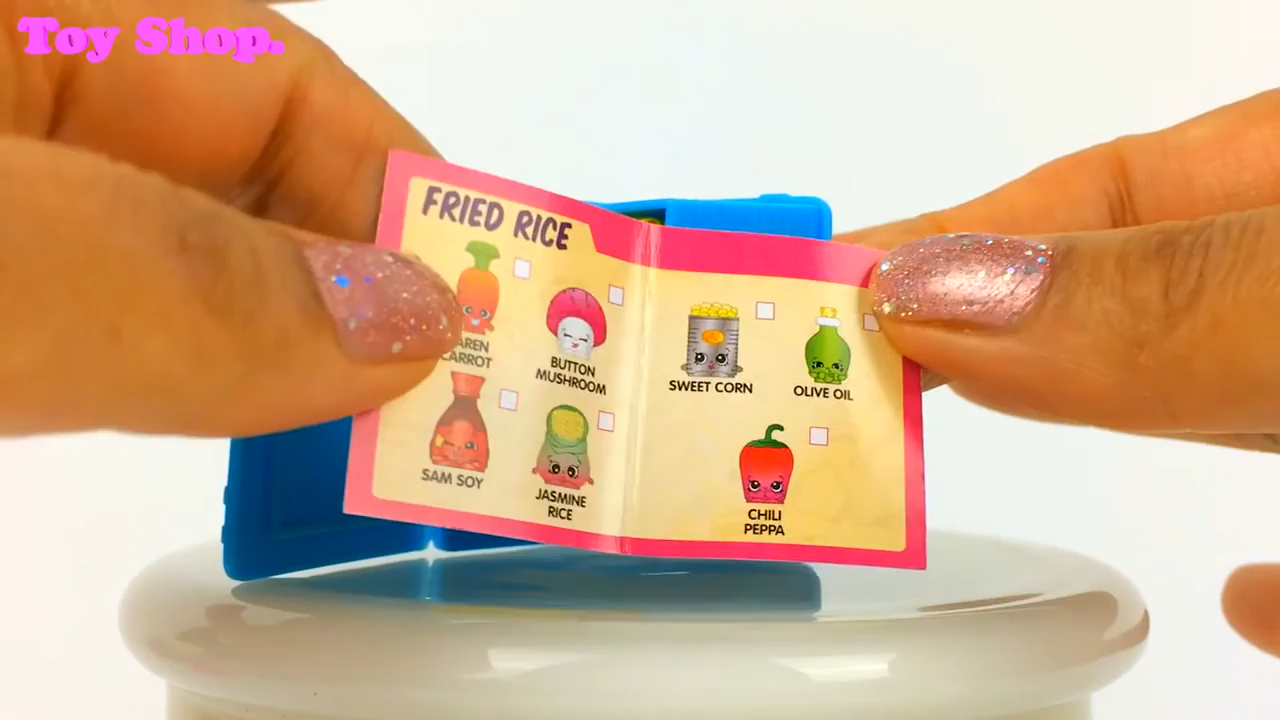 Toy Shop.
FRIED RICE
CARROT
BUTTON
MUSHROOM
SAM SOY
JASMINE
RICE
SWEET CORN
OLIVE OIL
CHILI
PEPPA